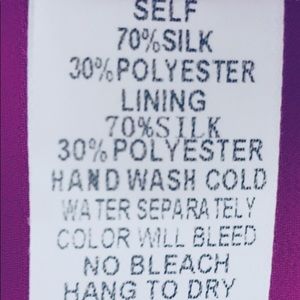 SELF
70%SILK
30%POLYESTER
LINING
70%SILK
30%POLYESTER
HAND WASH COLD
WATER SEPARATELY
COLOR WILL BLEED
NO BLEACH
HANG TO DRY